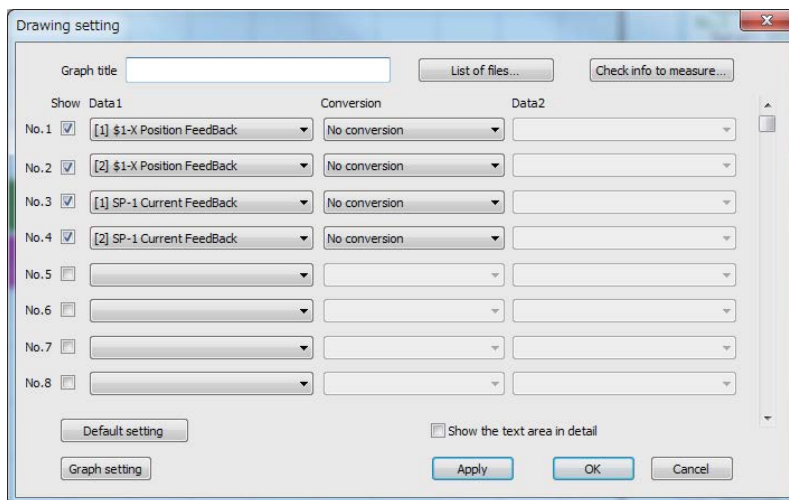 Drawing setting
Graph title List of files... Check info to measure...
Show Data1 Conversion Data2
No.1 [1] $1-X Position FeedBack No conversion
No.2 [2] $1-X Position FeedBack No conversion
No.3 [1] SP-1 Current FeedBack No conversion
No.4 [2] SP-1 Current FeedBack No conversion
No.5
No.6
No.7
No.8
Default setting Show the text area in detail
Graph setting Apply OK Cancel